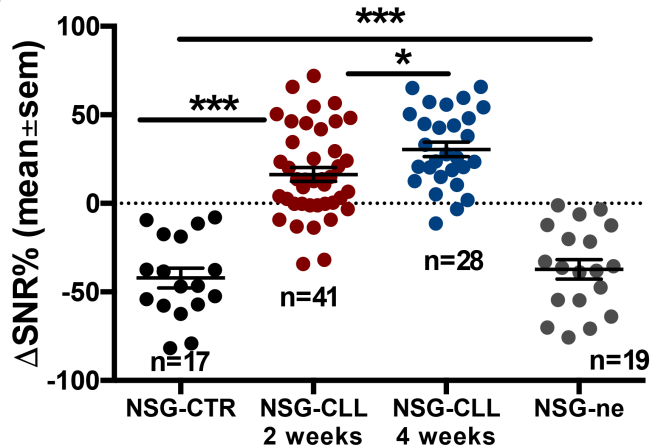 ***
100
*
***
50
ΔSNR% (mean±sem)
0
n=28
n=41
-50
n=17
n=19
-100
NSG-CTR NSG-CLL NSG-CLL NSG-ne
2 weeks 4 weeks